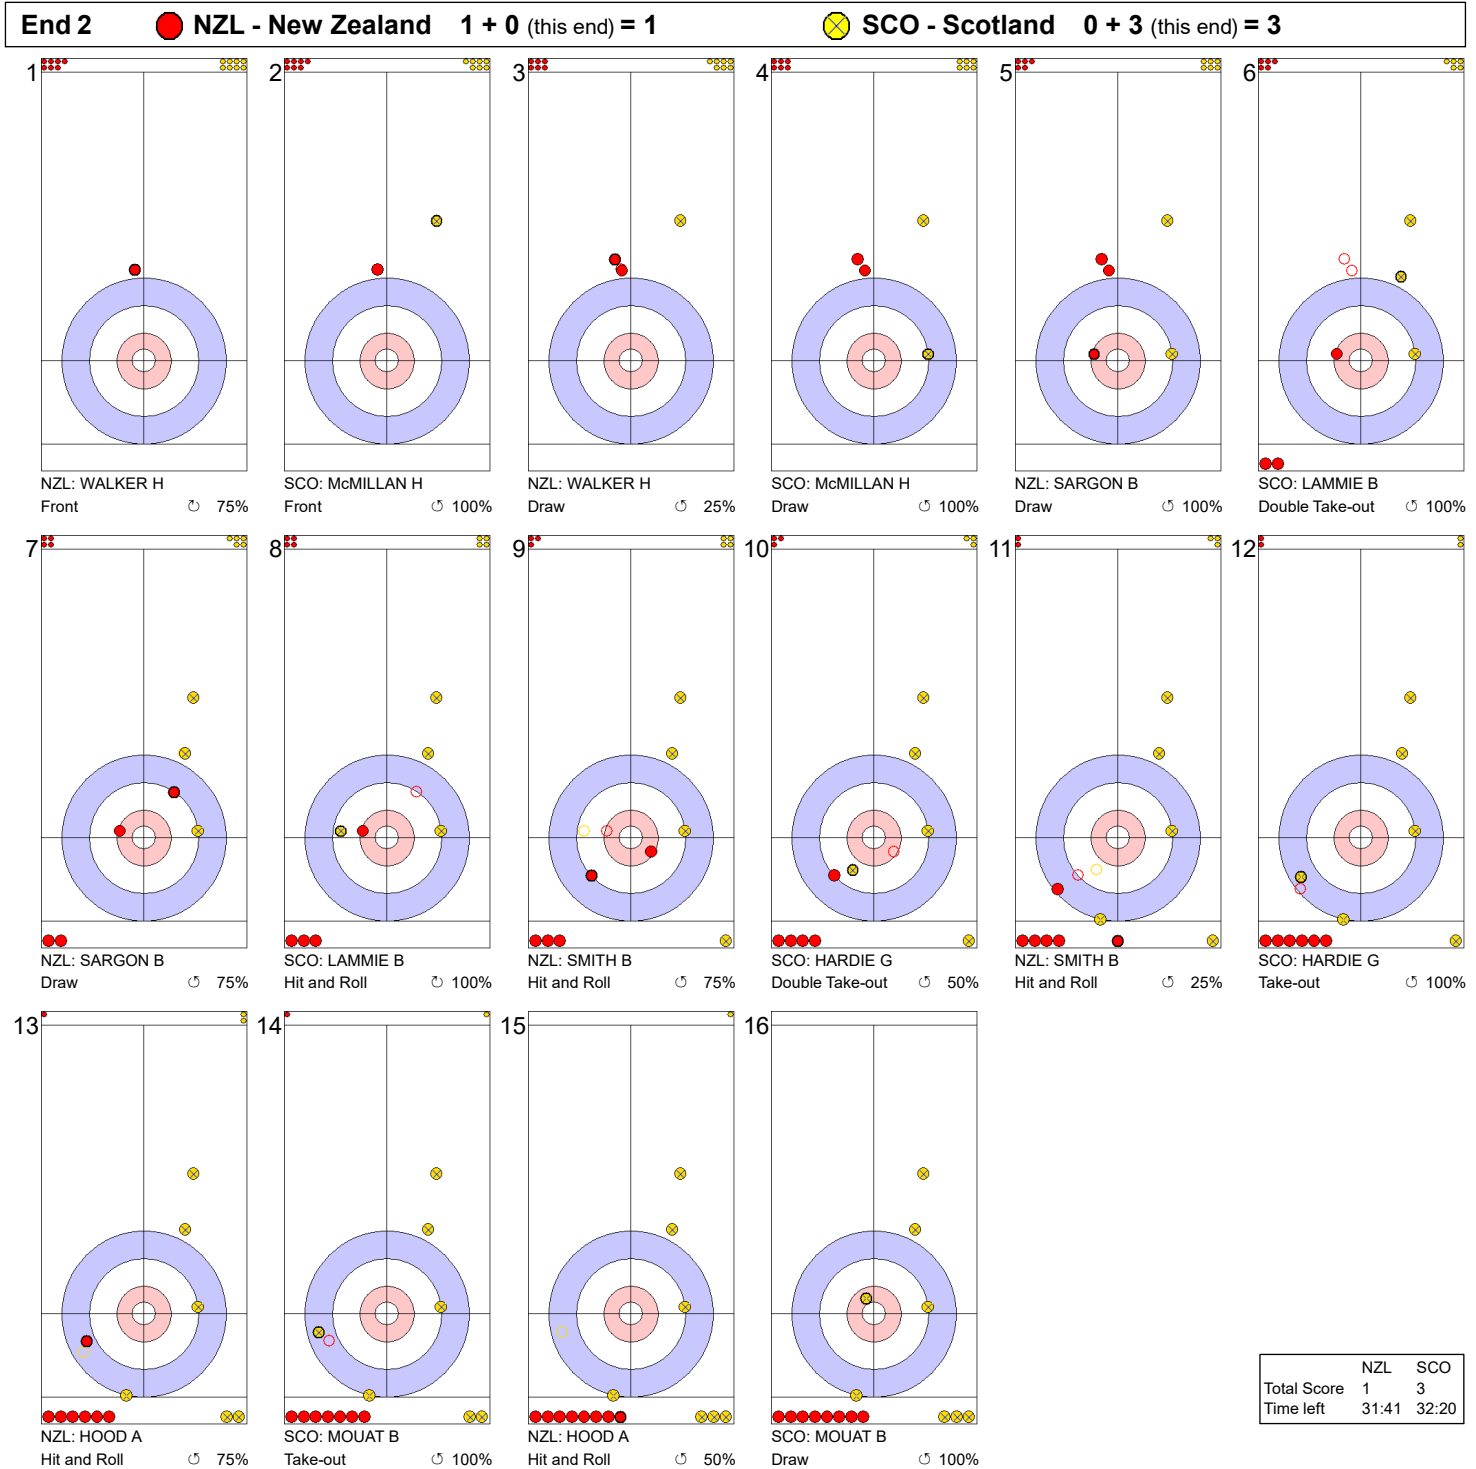 End 2 NZL - New Zealand 1 + 0 (this end) = 1 SCO - Scotland 0 + 3 (this end) = 3
1 2 3 4 5 6
NZL: WALKER H SCO: McMILLAN H NZL: WALKER H SCO: McMILLAN H NZL: SARGON B SCO: LAMMIE B
Front ↻ 75% Front ↺ 100% Draw ↺ 25% Draw ↺ 100% Draw ↺ 100% Double Take-out ↺ 100%
7 8 9 10 11 12
NZL: SARGON B SCO: LAMMIE B NZL: SMITH B SCO: HARDIE G NZL: SMITH B SCO: HARDIE G
Draw ↺ 75% Hit and Roll ↻ 100% Hit and Roll ↺ 75% Double Take-out ↺ 50% Hit and Roll ↺ 25% Take-out ↺ 100%
13 14 15 16
NZL: HOOD A SCO: MOUAT B NZL: HOOD A SCO: MOUAT B
Hit and Roll ↺ 75% Take-out ↺ 100% Hit and Roll ↺ 50% Draw ↺ 100%
NZL SCO
Total Score 1 3
Time left 31:41 32:20